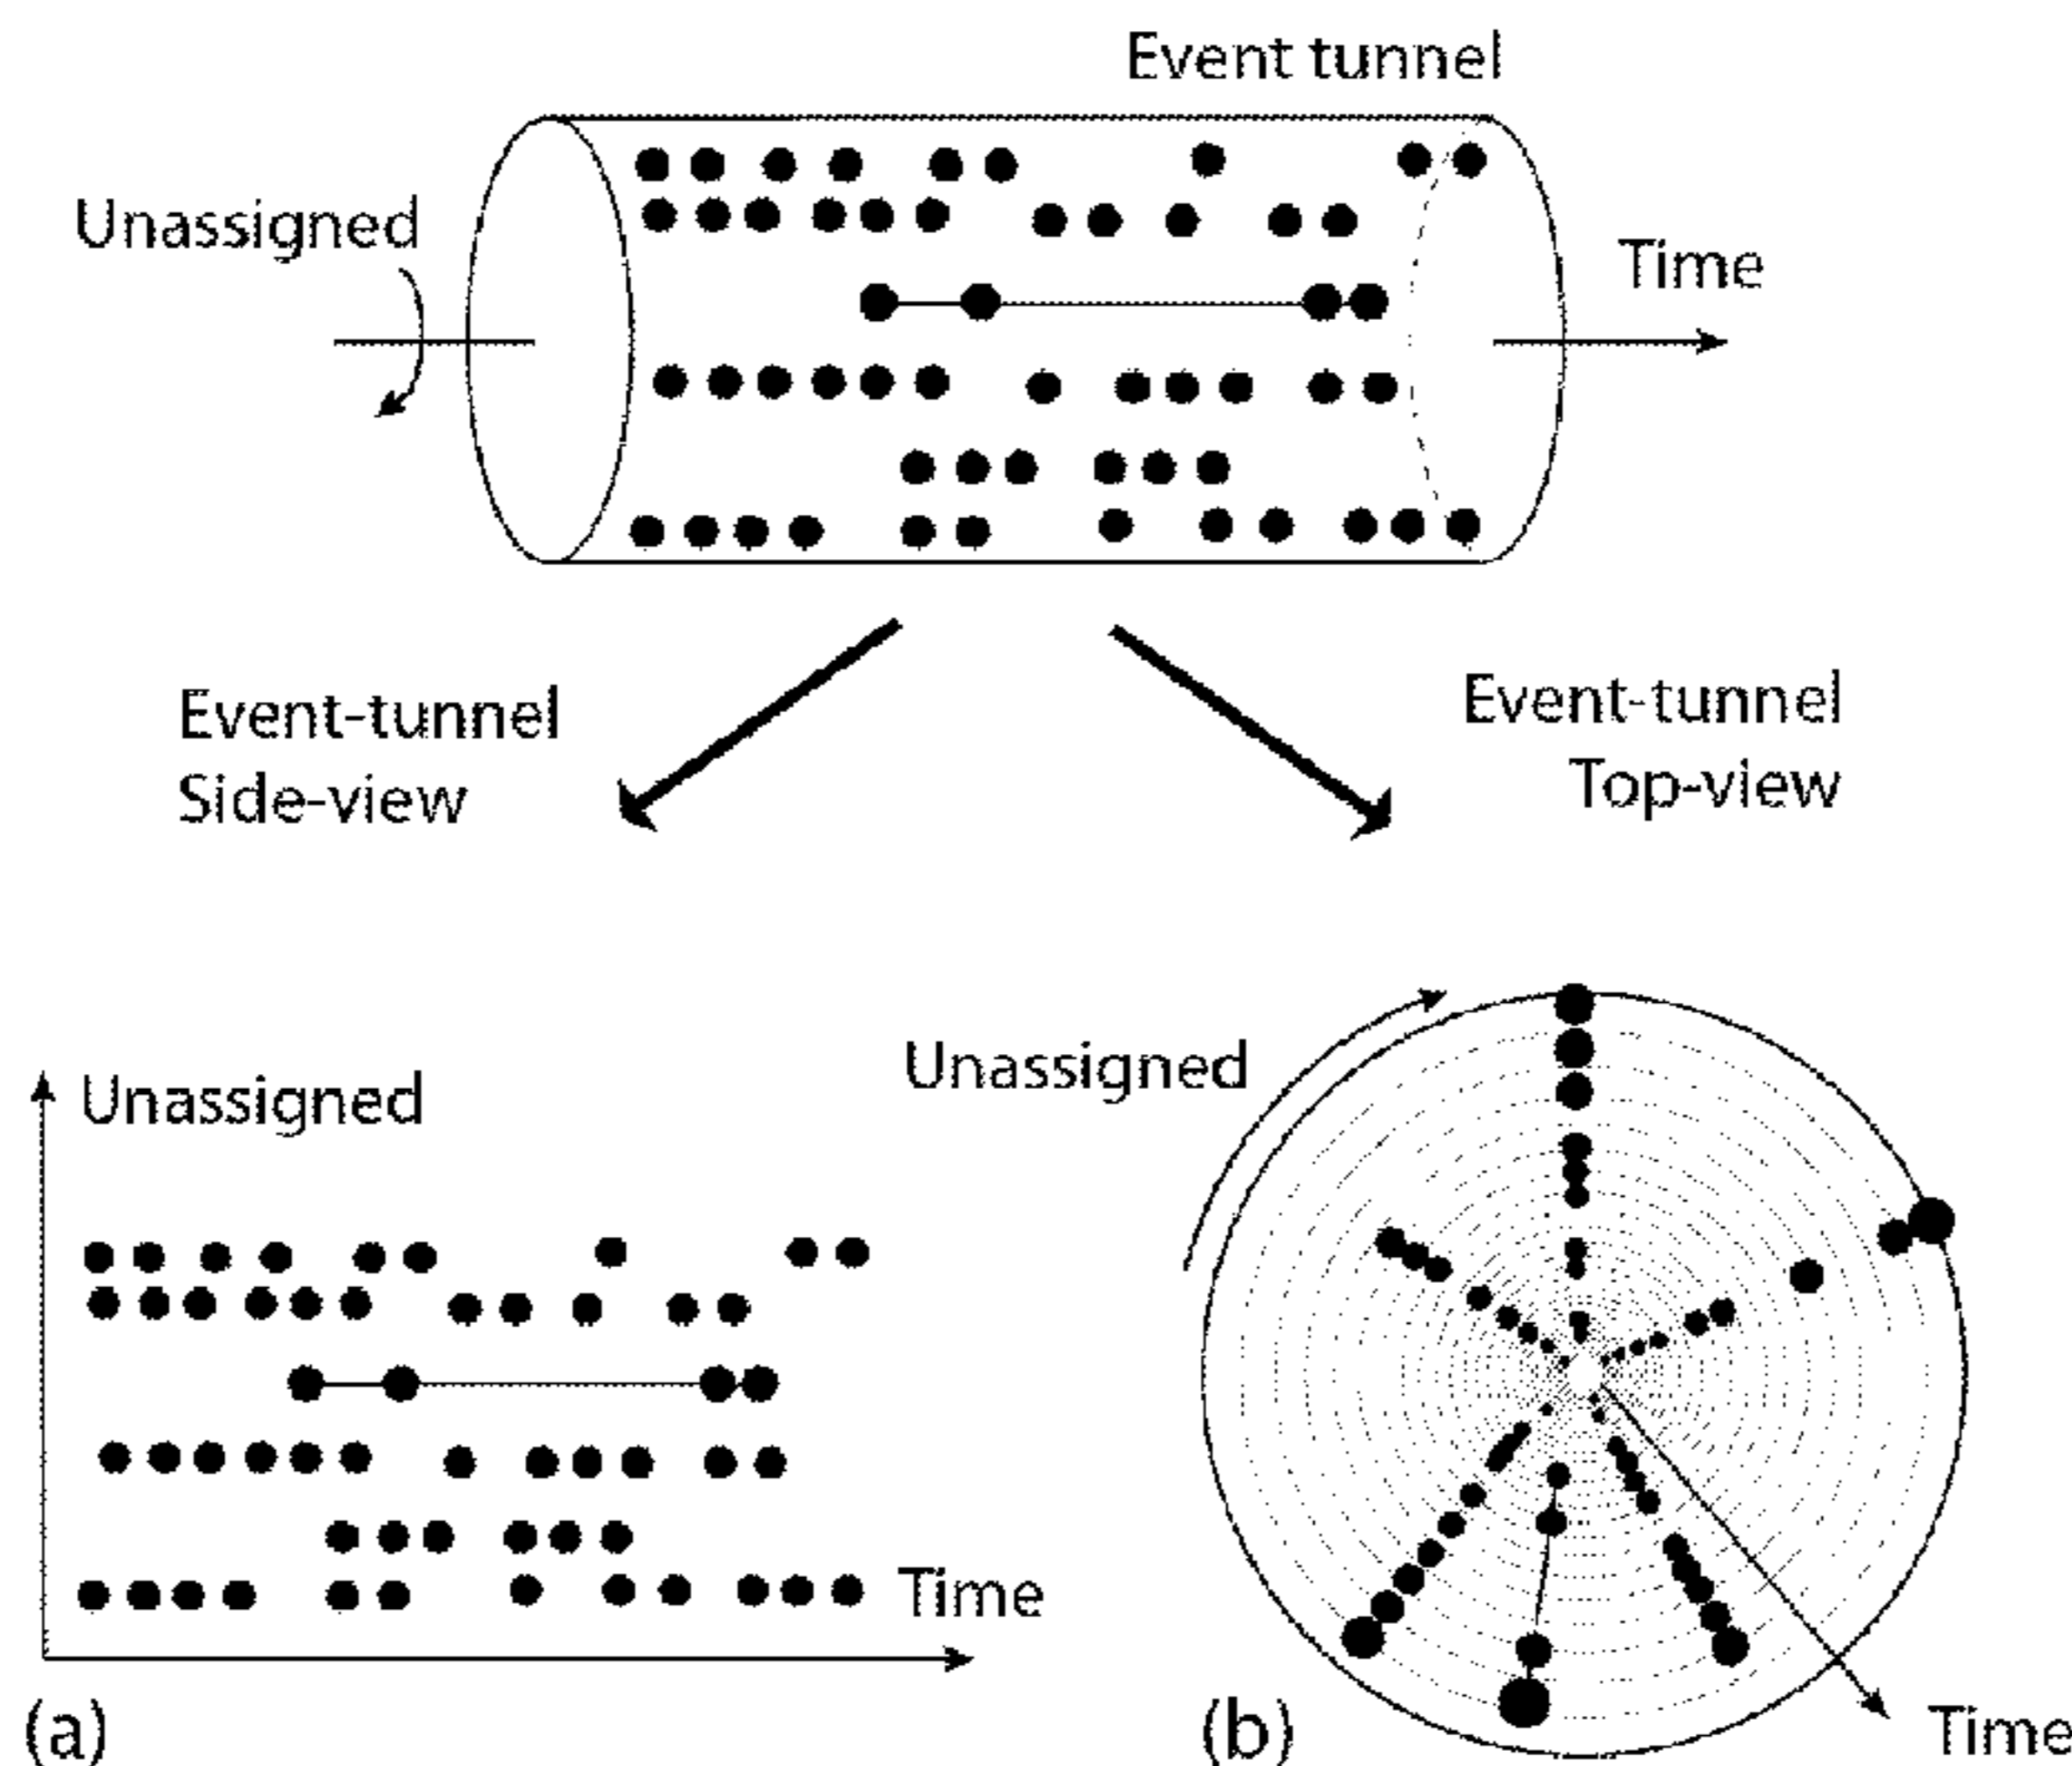 Event tunnel
Unassigned
Time
Event-tunnel
Side-view
Event-tunnel
Top-view
Unassigned
Unassigned
Time
(a)
(b)
Time